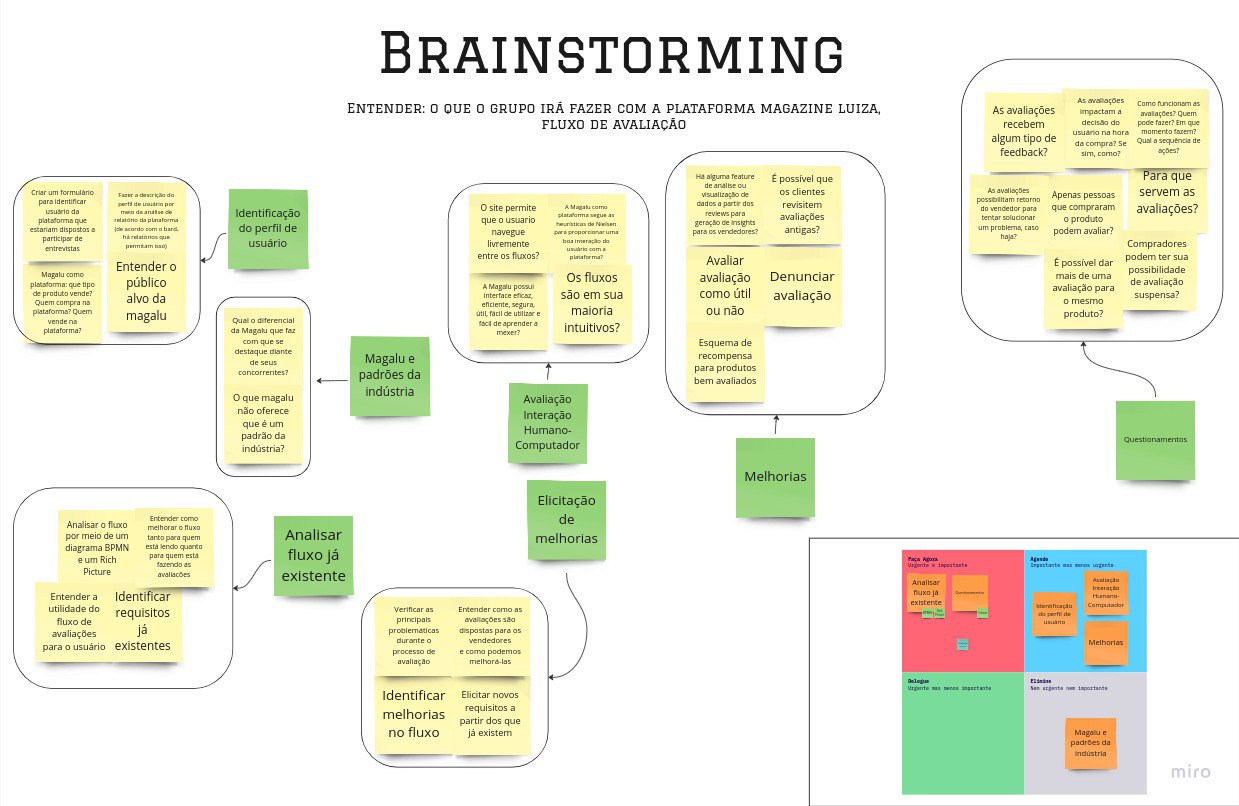 BRAINSTORMING
ENTENDER: O QUE O GRUPO IRÁ FAZER COM A PLATAFORMA MAGAZINE LUIZA,
FLUXO DE AVALIAÇÃO
Criar um formulário
para identificar
usuário da
plataforma que
estariam dispostos a
participar de
entrevistas
Fazer a descrição do
perfil de usuário por
meio da análise de
relatório da plataforma
(de acordo com o bard,
há relatórios que
permitam isso)
Magalu como
plataforma: que tipo
de produto vende?
Quem compra na
plataforma? Quem
vende na
plataforma?
Entender o
público
alvo da
magalu
Identificação
do perfil de
usuário
Qual o diferencial
da Magalu que faz
com que se
destaque diante
de seus
concorrentes?
O que magalu
não oferece
que é um
padrão da
indústria?
Magalu e
padrões da
indústria
O site permite
que o usuario
navegue
livremente
entre os fluxos?
A Magalu como
plataforma segue as
heurísticas de Nielsen
para proporcionar uma
boa interação do
usuário com a
plataforma?
A Magalu possui
interface eficaz,
eficiente, segura,
útil, fácil de utilizar e
fácil de aprender a
mexer?
Os fluxos
são em sua
maioria
intuitivos?
Avaliação
Interação
Humano-
Computador
Há alguma feature
de análise ou
visualização de
dados a partir dos
reviews para
geração de insights
para os vendedores?
É possível que
os clientes
revisitem
avaliações
antigas?
Avaliar
avaliação
como útil
ou não
Denunciar
avaliação
Esquema de
recompensa
para produtos
bem avaliados
Melhorias
As avaliações
recebem
algum tipo de
feedback?
As avaliações
impactam a
decisão do
usuário na hora
da compra? Se
sim, como?
Como funcionam as
avaliações? Quem
pode fazer? Em que
momento fazem?
Qual a sequência de
ações?
As avaliações
possibilitam retorno
do vendedor para
tentar solucionar
um problema, caso
haja?
Apenas pessoas
que compraram
o produto
podem avaliar?
Para que
servem as
avaliações?
É possível dar
mais de uma
avaliação para
o mesmo
produto?
Compradores
podem ter sua
possibilidade
de avaliação
suspensa?
Questionamentos
Analisar o fluxo
por meio de um
diagrama BPMN
e um Rich
Picture
Entender como
melhorar o fluxo
tanto para quem
está lendo quanto
para quem está
fazendo as
avaliacões
Entender a
utilidade do
fluxo de
avaliações
para o usuário
Identificar
requisitos
já
existentes
Analisar
fluxo já
existente
Elicitação
de
melhorias
Verificar as
principais
problemáticas
durante o
processo de
avaliação
Entender como as
avaliações são
dispostas para os
vendedores
e como podemos
melhorá-ias
Identificar
melhorias
no fluxo
Elicitar novos
requisitos a
partir dos que
já existem
Faça Agora
Urgente e importante
Analisar
fluxo já
existente
Questionamentos
Agende
Importante mas menos urgente
Identificação
do perfil de
usuário
Avaliação
Interação
Humano-
Computador
Melhorias
Delegue
Urgente mas menos importante
Elimine
Nem urgente nem importante
Magalu e
padrões da
indústria
miro